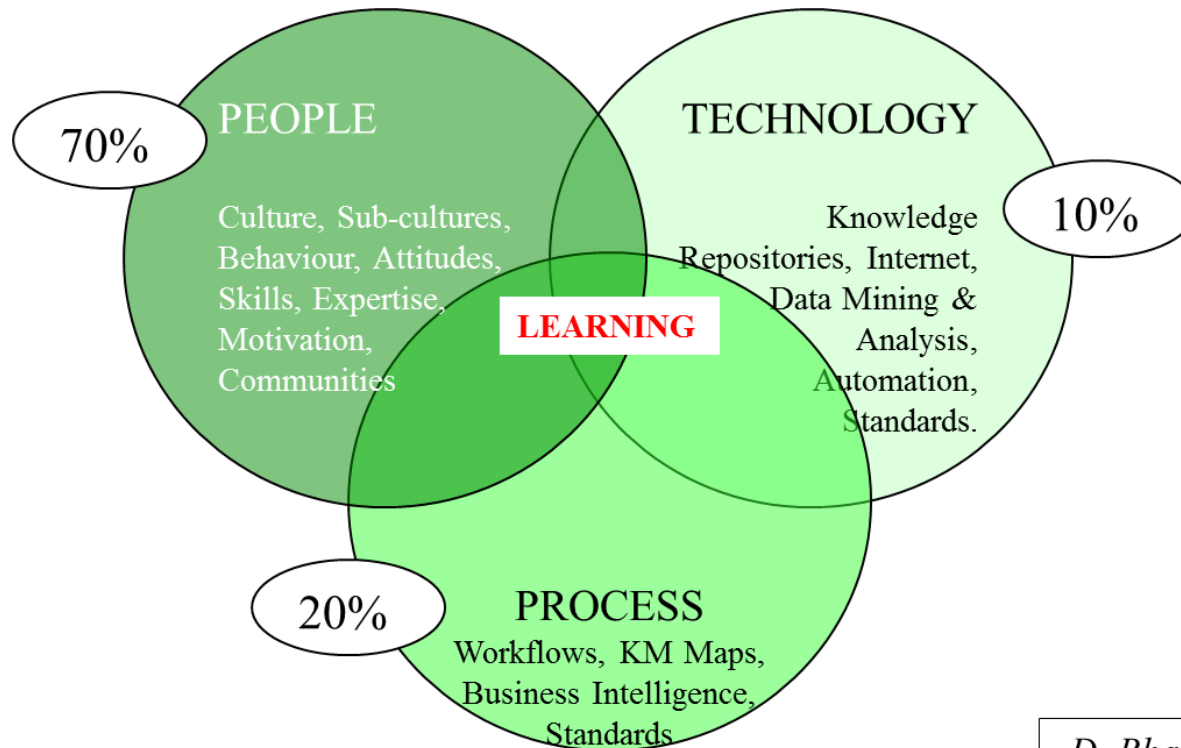 70%
PEOPLE
Culture, Sub-cultures,
Behaviour, Attitudes,
Skills, Expertise,
Motivation,
Communities
TECHNOLOGY
10%
Knowledge
Repositories, Internet,
Data Mining &
Analysis,
Automation,
Standards.
LEARNING
20%
PROCESS
Workflows, KM Maps,
Business Intelligence,
Standards